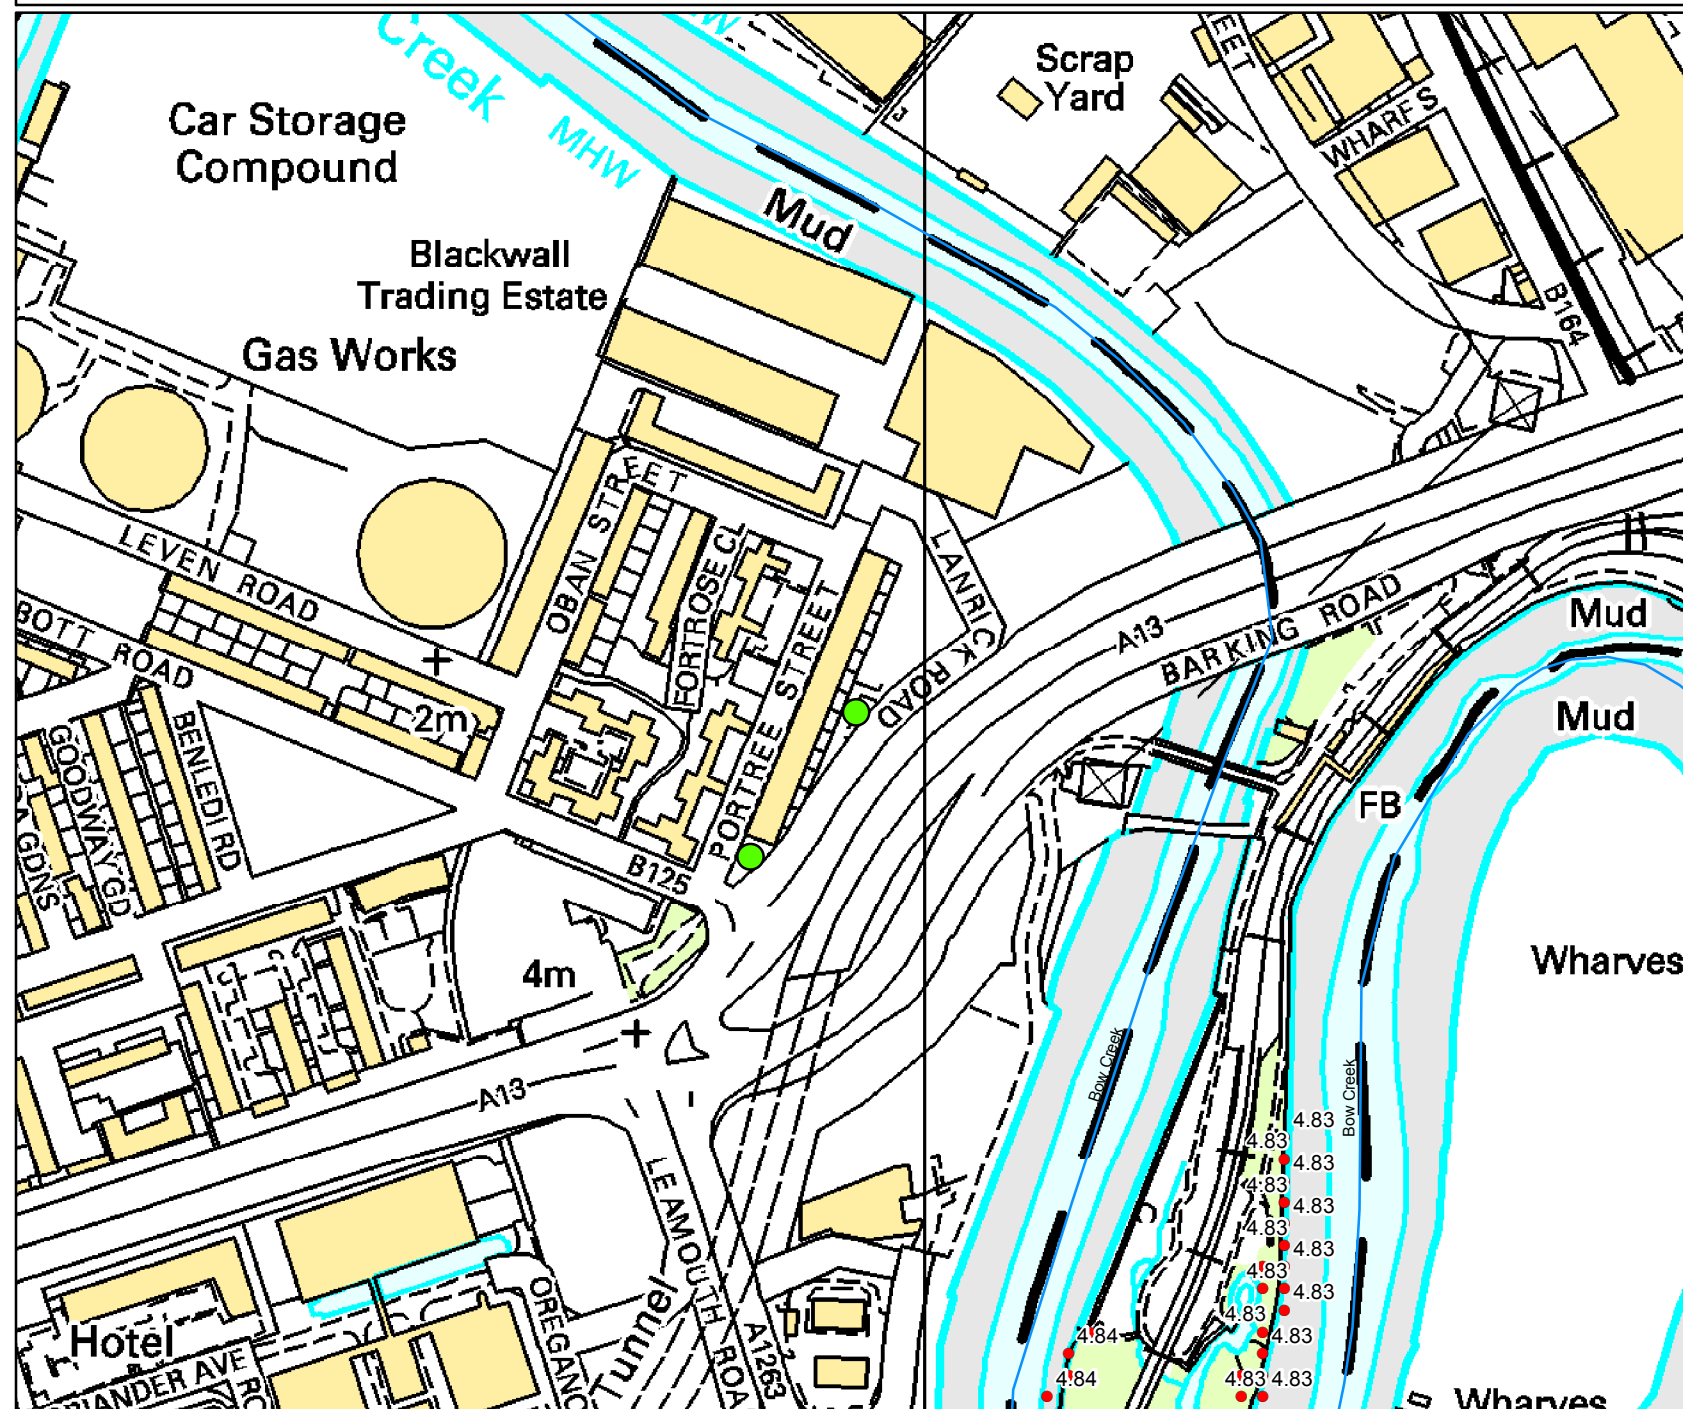 Creek
MHW
Scrap
Yard
WHARF S
Car Storage
Compound
Mud
Blackwall
Trading Estate
Gas Works
B164
STREET
OBAN
LEVEN ROAD
FORTROSE CL
LANRICK
ROAD
A13
BARKING ROAD
Mud
BOTT
ROAD
2m
PORTREE STREET
Mud
GOODWAY GD
BENLEDI RD
GDNS
FB
B125
Wharves
4m
A13
Bow Creek
Bow Creek
4.83
4.83
4.83
4.83
4.83
4.83
4.83
4.83
4.83
4.83
4.83
4.84
4.84
4.83
4.83
LEAMOUTH ROAD
A1263
Tunnel
OREGANO
Hotel
ANDER AVE
Wharves